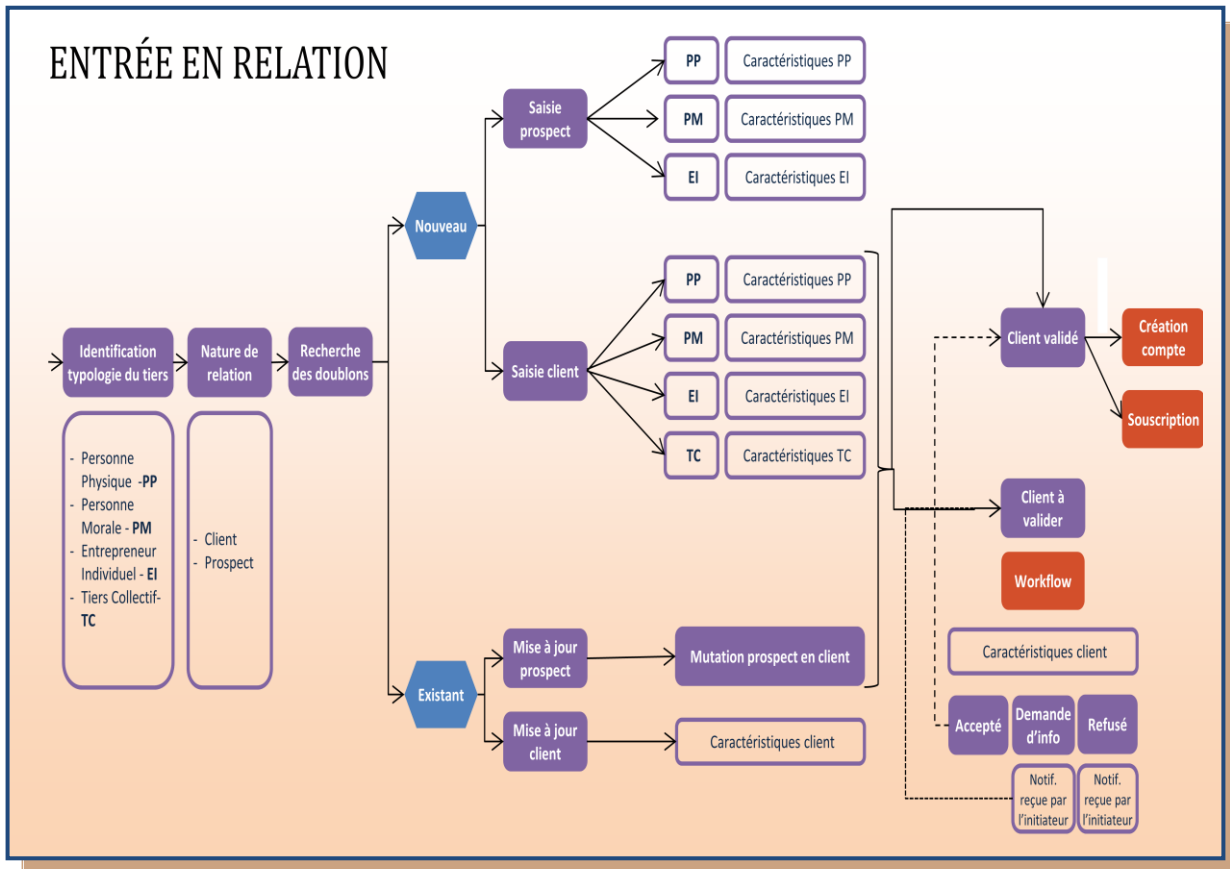 ENTRÉE EN RELATION
Saisie
prospect
PP
Caractéristiques PP
PM
Caractéristiques PM
EI
Caractéristiques EI
Nouveau
Identification
typologie du tiers
Nature de
relation
Recherche
des doublons
Saisie client
PP
Caractéristiques PP
PM
Caractéristiques PM
EI
Caractéristiques EI
TC
Caractéristiques TC
- Personne
Physique -PP
- Personne
Morale - PM
- Entrepreneur
Individuel - EI
- Tiers Collectif-
TC
- Client
- Prospect
Existant
Mise à jour
prospect
Mutation prospect en client
Mise à jour
client
Caractéristiques client
Client validé
Création
compte
Souscription
Client à
valider
Workflow
Caractéristiques client
Accepté
Demande
d'info
Refusé
Notif.
reçue par
l'initiateur
Notif.
reçue par
l'initiateur